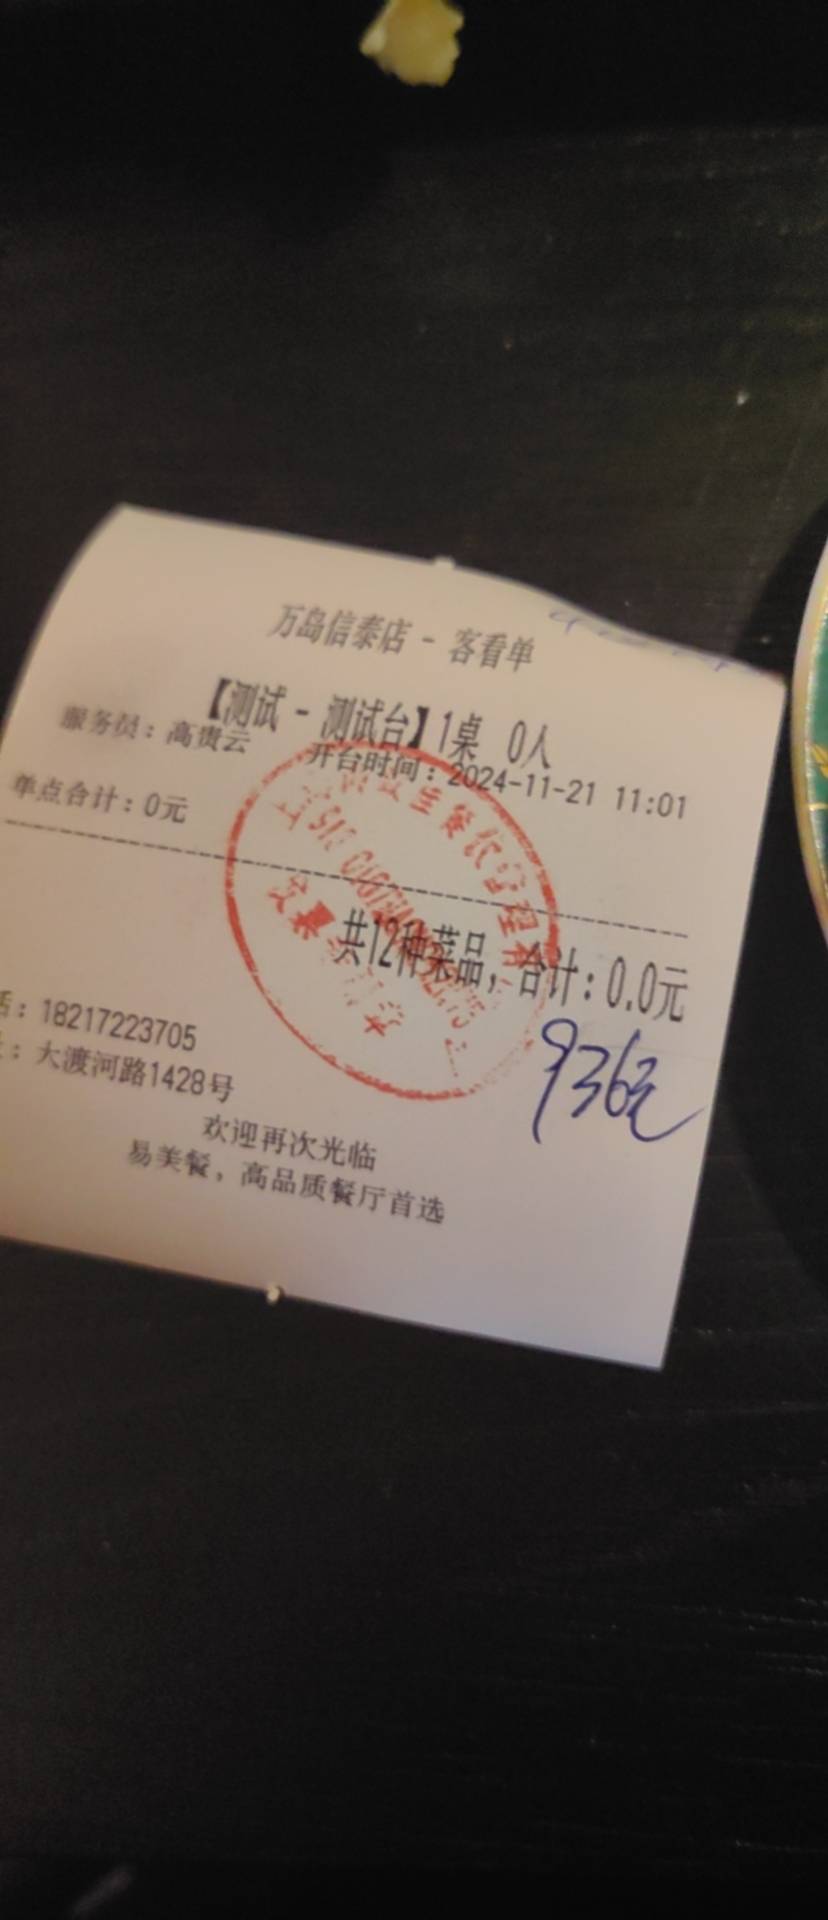 万岛信泰店 - 客看单
【测试 - 测试台】1桌 0人
服务员：高贵云 开台时间：2024-11-21 11:01
单点合计：0元
共12种菜品，合计：0.0元
936元
话：18217223705
：大渡河路1428号
欢迎再次光临
易美餐，高品质餐厅首选